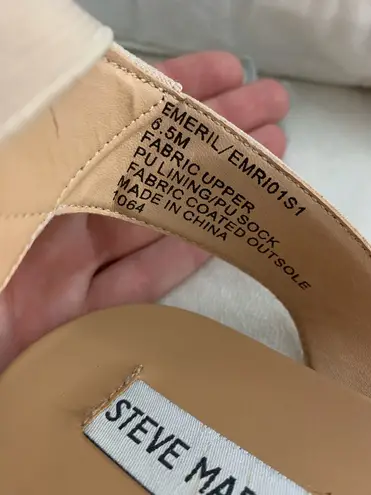 EMERIL/EMRI01S1
6.5M
FABRIC UPPER
PU LINING/PU SOCK
FABRIC COATED OUTSOLE
MADE IN CHINA
1064
STEVE MA